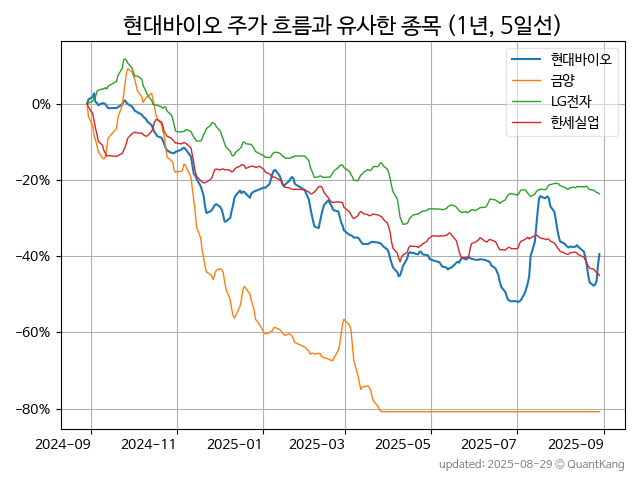 현대바이오 주가 흐름과 유사한 종목 (1년, 5일선)
현대바이오
금양
LG전자
한세실업
0%
−20%
−40%
−60%
−80%
2024-09
2024-11
2025-01
2025-03
2025-05
2025-07
2025-09
updated: 2025-08-29 © QuantKang